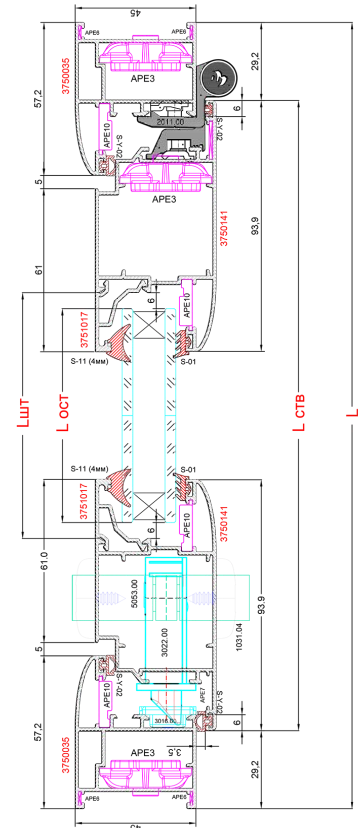 45
APE6
APE6
57,2
3750035
APE3
29,2
APE10
S-Y-02
2011.00
S-Y-02
6
5
APE3
93,9
61
3750141
APE10
6
3751017
S-11 (4мм)
S-01
Lшт
L ост
L ств
L
S-11 (4мм)
S-01
3751017
APE10
3750141
61.0
6
5053.00
3022.00
1031.04
93,9
5
S-Y-02
APE10
APE7
S-Y-02
3016.00
6
57,2
3,5
3750035
APE3
29,2
APE6
APE6
45